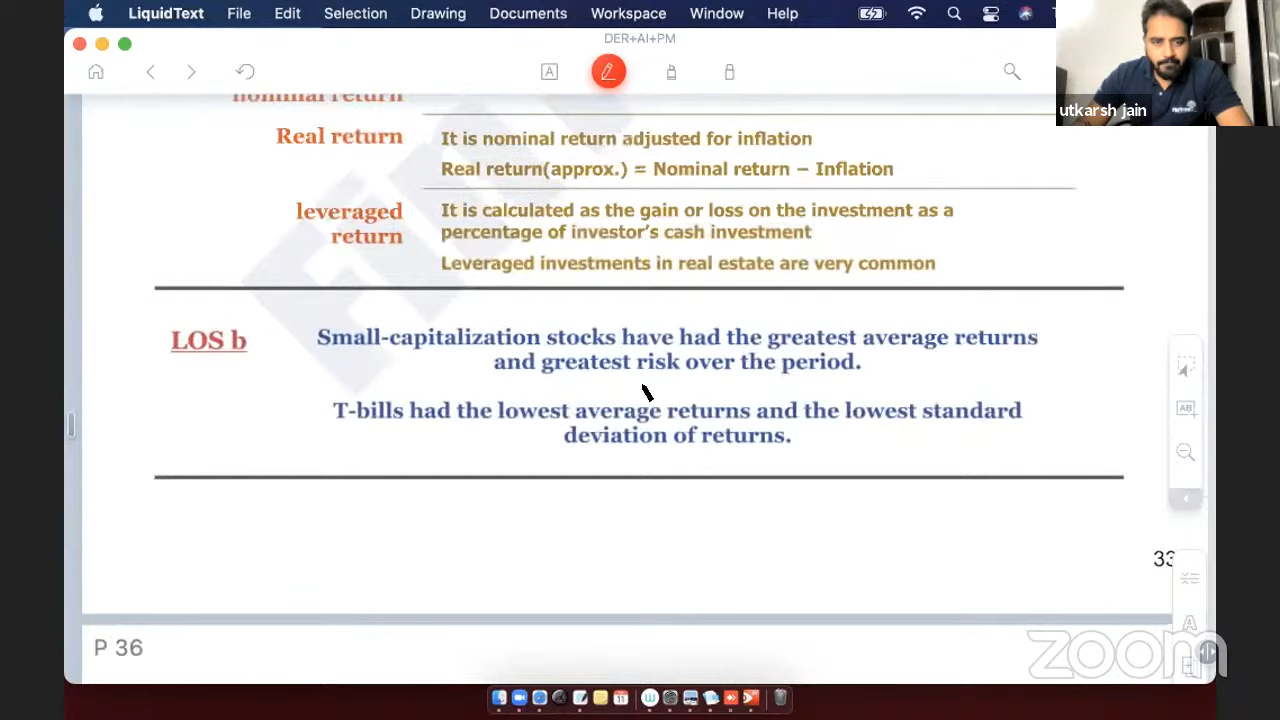 LiquidText File Edit Selection Drawing Documents Workspace Window Help
DER+AI+PM
utkarsh jain
nominal return
Real return
It is nominal return adjusted for inflation
Real return(approx.) = Nominal return − Inflation
leveraged
return
It is calculated as the gain or loss on the investment as a
percentage of investor's cash investment
Leveraged investments in real estate are very common
LOS b
Small-capitalization stocks have had the greatest average returns
and greatest risk over the period.
T-bills had the lowest average returns and the lowest standard
deviation of returns.
33
P 36
zoom